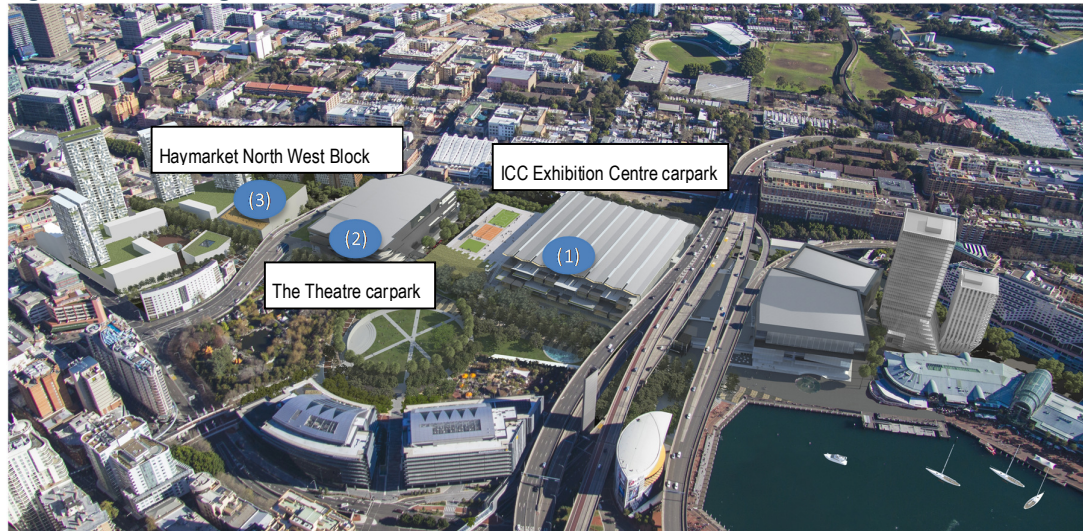 Haymarket North West Block
ICC Exhibition Centre carpark
(3)
(2)
(1)
The Theatre carpark